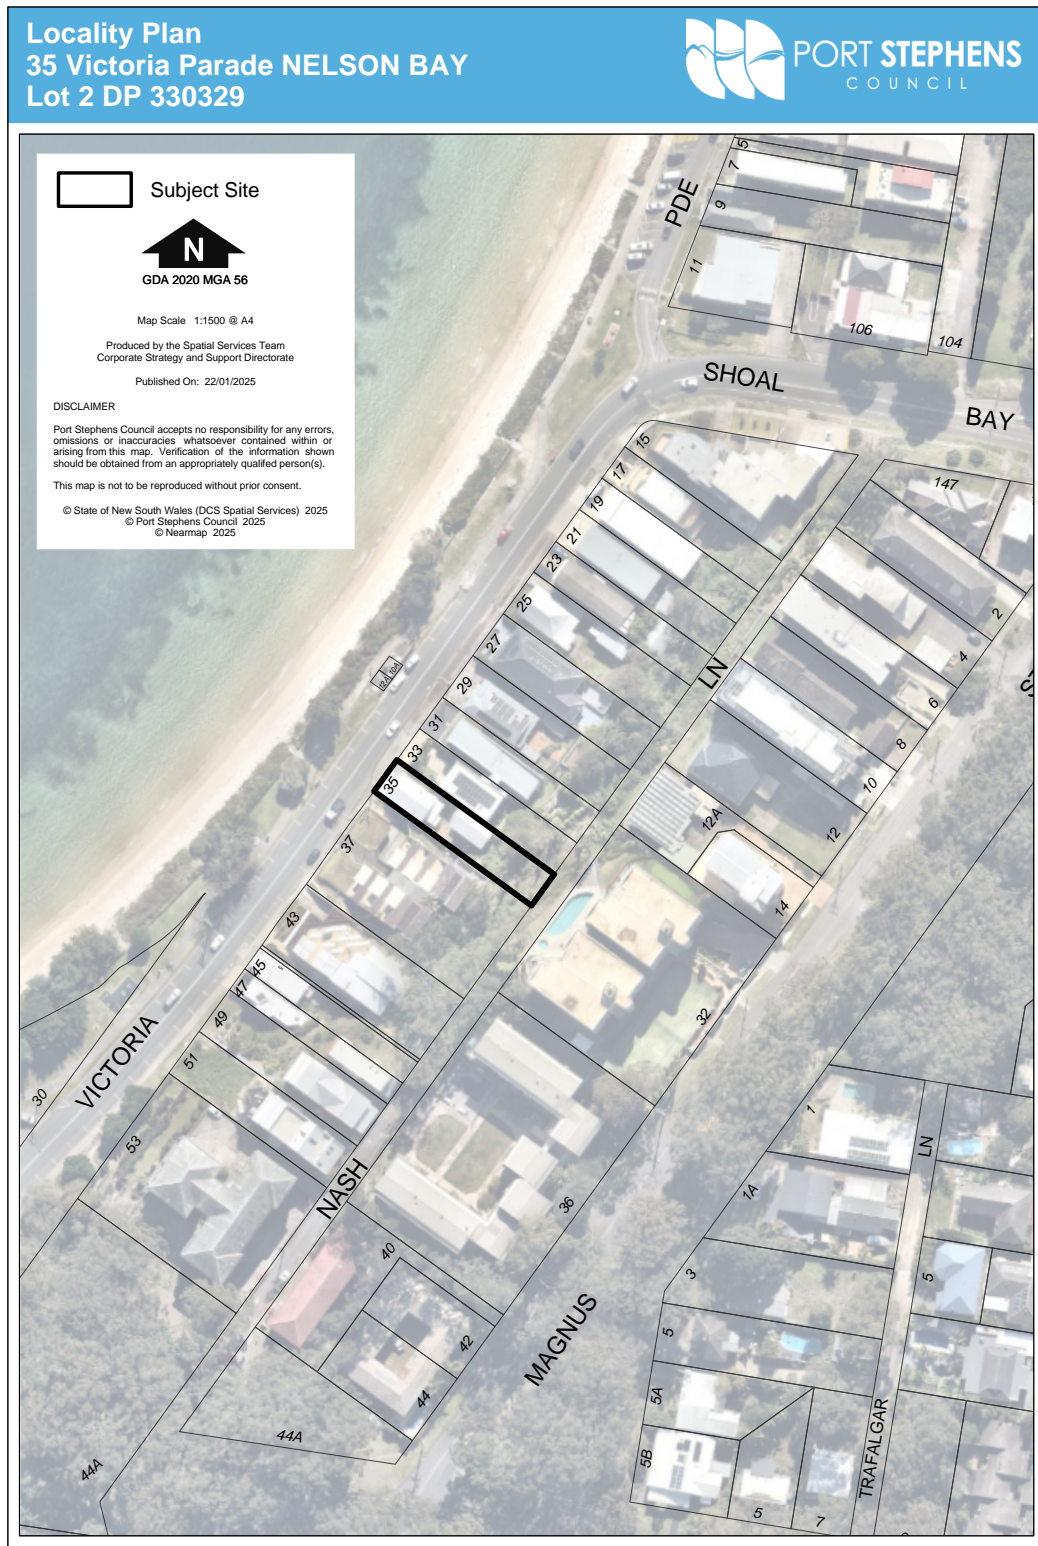 Locality Plan
35 Victoria Parade NELSON BAY
Lot 2 DP 330329
PORT STEPHENS
COUNCIL
Subject Site
N
GDA 2020 MGA 56
Map Scale 1:1500 @ A4
Produced by the Spatial Services Team
Corporate Strategy and Support Directorate
Published On: 22/01/2025
DISCLAIMER
Port Stephens Council accepts no responsibility for any errors,
omissions or inaccuracies whatsoever contained within or
arising from this map. Verification of the information shown
should be obtained from an appropriately qualifed person(s).
This map is not to be reproduced without prior consent.
© State of New South Wales (DCS Spatial Services) 2025
© Port Stephens Council 2025
© Nearmap 2025
5
7
PDE
9
11
106
104
SHOAL
BAY
15
17
147
19
21
23
25
2
27
4
LN
12A 10A
29
6
31
8
33
35
10
12A
12
37
14
43
45
47
32
49
VICTORIA
51
30
1
53
LN
NASH
1A
36
40
3
5
MAGNUS
5
42
5A
44
TRAFALGAR
44A
5B
44A
5
7